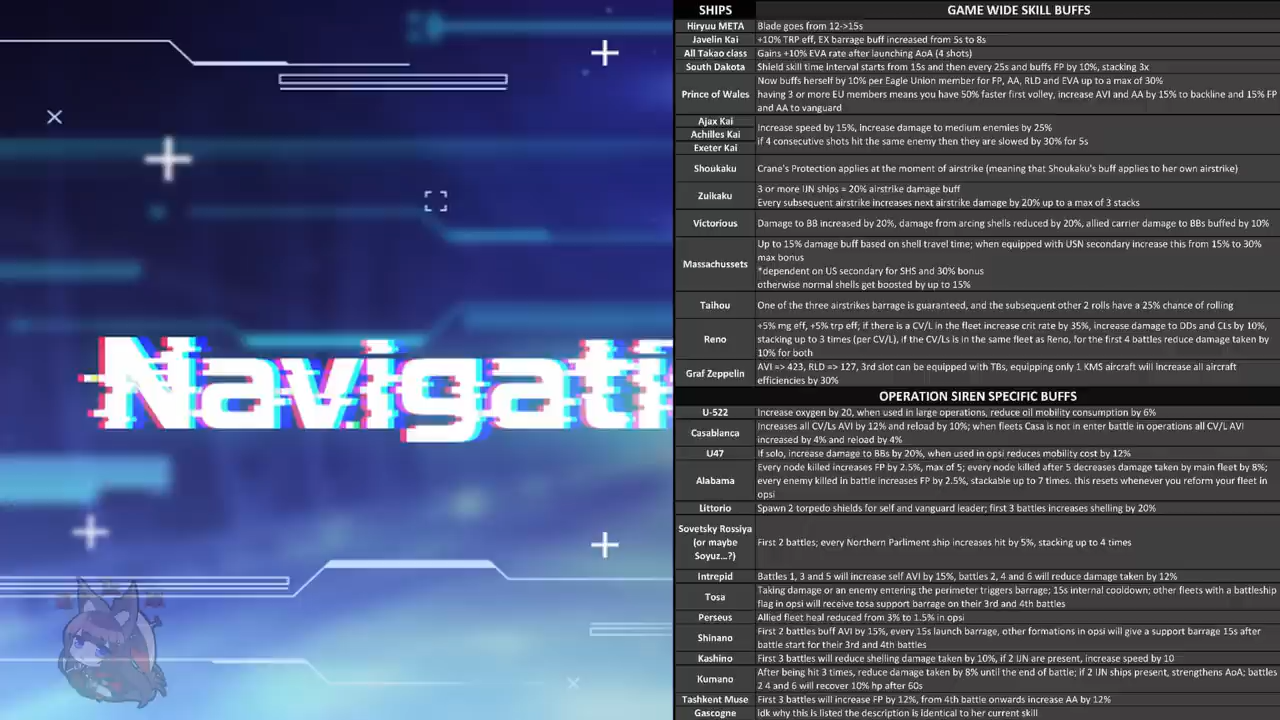 Navigati
SHIPS GAME WIDE SKILL BUFFS
Hiryuu META Blade goes from 12->15s
Javelin Kai +10% TRP eff, EX barrage buff increased from 5s to 8s
All Takao class Gains +10% EVA rate after launching AoA (4 shots)
South Dakota Shield skill time interval starts from 15s and then every 25s and buffs FP by 10%, stacking 3x
Prince of Wales Now buffs herself by 10% per Eagle Union member for FP, AA, RLD and EVA up to a max of 30%
having 3 or more EU members means you have 50% faster first volley, increase AVI and AA by 15% to backline and 15% FP
and AA to vanguard
Ajax Kai
Achilles Kai
Exeter Kai
Increase speed by 15%, increase damage to medium enemies by 25%
if 4 consecutive shots hit the same enemy then they are slowed by 30% for 5s
Shoukaku Crane's Protection applies at the moment of airstrike (meaning that Shoukaku's buff applies to her own airstrike)
Zuikaku 3 or more IJN ships = 20% airstrike damage buff
Every subsequent airstrike increases next airstrike damage by 20% up to a max of 3 stacks
Victorious Damage to BB increased by 20%, damage from arcing shells reduced by 20%, allied carrier damage to BBs buffed by 10%
Massachussets Up to 15% damage buff based on shell travel time; when equipped with USN secondary increase this from 15% to 30%
max bonus
*dependent on US secondary for SHS and 30% bonus
otherwise normal shells get boosted by up to 15%
Taihou One of the three airstrikes barrage is guaranteed, and the subsequent other 2 rolls have a 25% chance of rolling
Reno +5% mg eff, +5% trp eff; if there is a CV/L in the fleet increase crit rate by 35%, increase damage to DDs and CLs by 10%,
stacking up to 3 times (per CV/L), if the CV/Ls is in the same fleet as Reno, for the first 4 battles reduce damage taken by
10% for both
Graf Zeppelin AVI => 423, RLD => 127, 3rd slot can be equipped with TBs, equipping only 1 KMS aircraft will increase all aircraft
efficiencies by 30%
OPERATION SIREN SPECIFIC BUFFS
U-522 Increase oxygen by 20, when used in large operations, reduce oil mobility consumption by 6%
Casablanca Increases all CV/Ls AVI by 12% and reload by 10%; when fleets Casa is not in enter battle in operations all CV/L AVI
increased by 4% and reload by 4%
U47 If solo, increase damage to BBs by 20%, when used in opsi reduces mobility cost by 12%
Alabama Every node killed increases FP by 2.5%, max of 5; every node killed after 5 decreases damage taken by main fleet by 8%;
every enemy killed in battle increases FP by 2.5%, stackable up to 7 times. this resets whenever you reform your fleet in
opsi
Littorio Spawn 2 torpedo shields for self and vanguard leader; first 3 battles increases shelling by 20%
Sovetsky Rossiya
(or maybe
Soyuz...?)
First 2 battles; every Northern Parliment ship increases hit by 5%, stacking up to 4 times
Intrepid Battles 1, 3 and 5 will increase self AVI by 15%, battles 2, 4 and 6 will reduce damage taken by 12%
Tosa Taking damage or an enemy entering the perimeter triggers barrage; 15s internal cooldown; other fleets with a battleship
flag in opsi will receive tosa support barrage on their 3rd and 4th battles
Perseus Allied fleet heal reduced from 3% to 1.5% in opsi
Shinano First 2 battles buff AVI by 15%, every 15s launch barrage, other formations in opsi will give a support barrage 15s after
battle start for their 3rd and 4th battles
Kashino First 3 battles will reduce shelling damage taken by 10%, if 2 IJN are present, increase speed by 10
Kumano After being hit 3 times, reduce damage taken by 8% until the end of battle; if 2 IJN ships present, strengthens AoA; battles
2 4 and 6 will recover 10% hp after 60s
Tashkent Muse First 3 battles will increase FP by 12%, from 4th battle onwards increase AA by 12%
Gascogne idk why this is listed the description is identical to her current skill